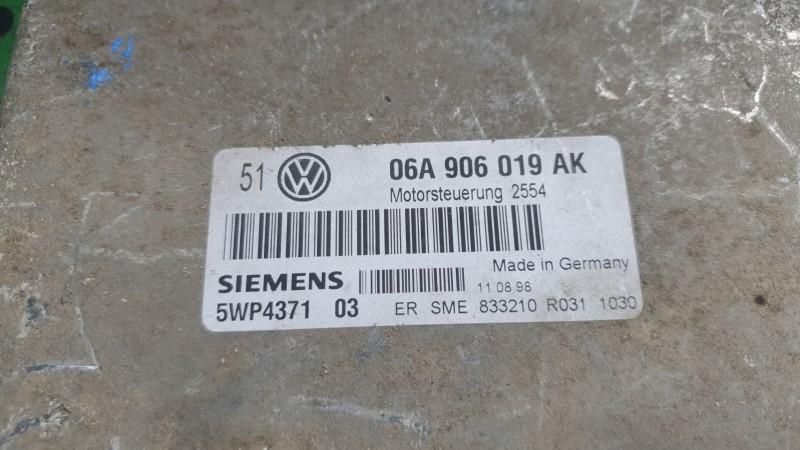 51 VW 06A 906 019 AK
Motorsteuerung 2554
Made in Germany
SIEMENS 11.08.98
5WP4371 03 ER SME 833210 R031 1030